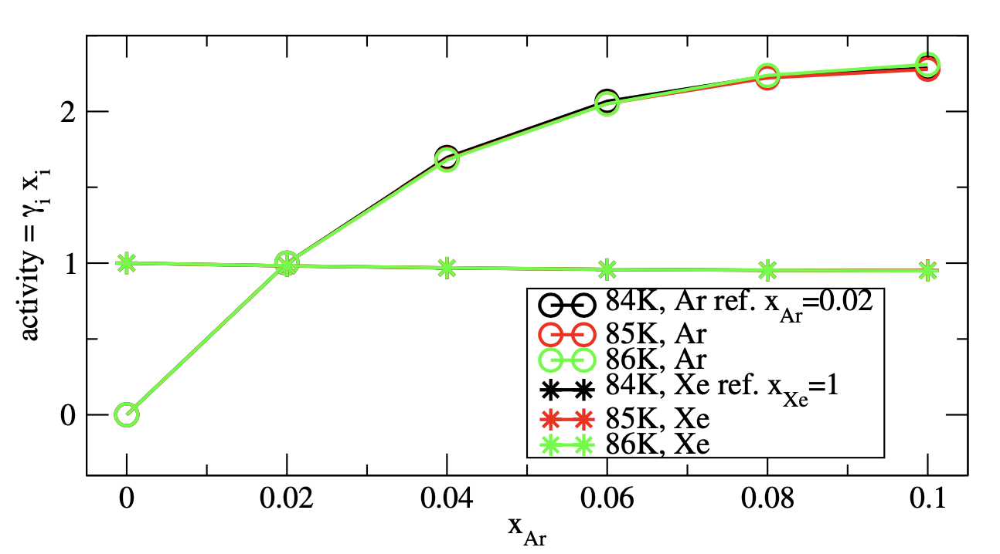 activity = γi xi
2
1
0
84K, Ar ref. xAr=0.02
85K, Ar
86K, Ar
84K, Xe ref. xXe=1
85K, Xe
86K, Xe
0 0.02 0.04 0.06 0.08 0.1
xAr